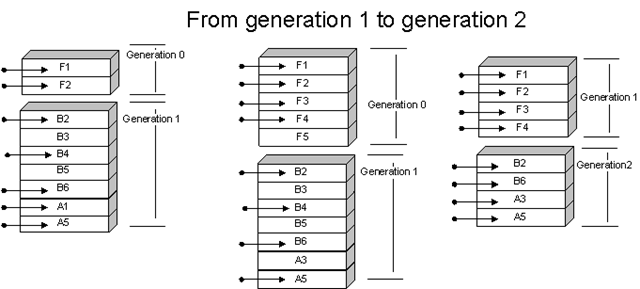 From generation 1 to generation 2
F1
F2
Generation 0
B2
B3
B4
B5
B6
A1
A5
Generation 1
F1
F2
F3
F4
F5
Generation 0
B2
B3
B4
B5
B6
A3
A5
Generation 1
F1
F2
F3
F4
Generation 1
B2
B6
A3
A5
Generation2